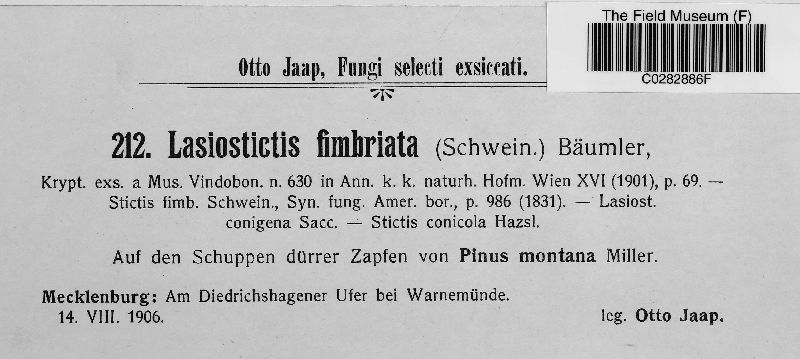 The Field Museum (F)
C0282886F
Otto Jaap, Fungi selecti exsiccati.
212. Lasiostictis fimbriata (Schwein.) Bäumler,
Krypt. exs. a Mus. Vindobon. n. 630 in Ann. k. k. naturh. Hofm. Wien XVI (1901), p. 69. —
Stictis fimb. Schwein., Syn. fung. Amer. bor., p. 986 (1831). — Lasiost.
conigena Sacc. — Stictis conicola Hazsl.
Auf den Schuppen dürrer Zapfen von Pinus montana Miller.
Mecklenburg: Am Diedrichshagener Ufer bei Warnemünde.
14. VIII. 1906. leg. Otto Jaap.